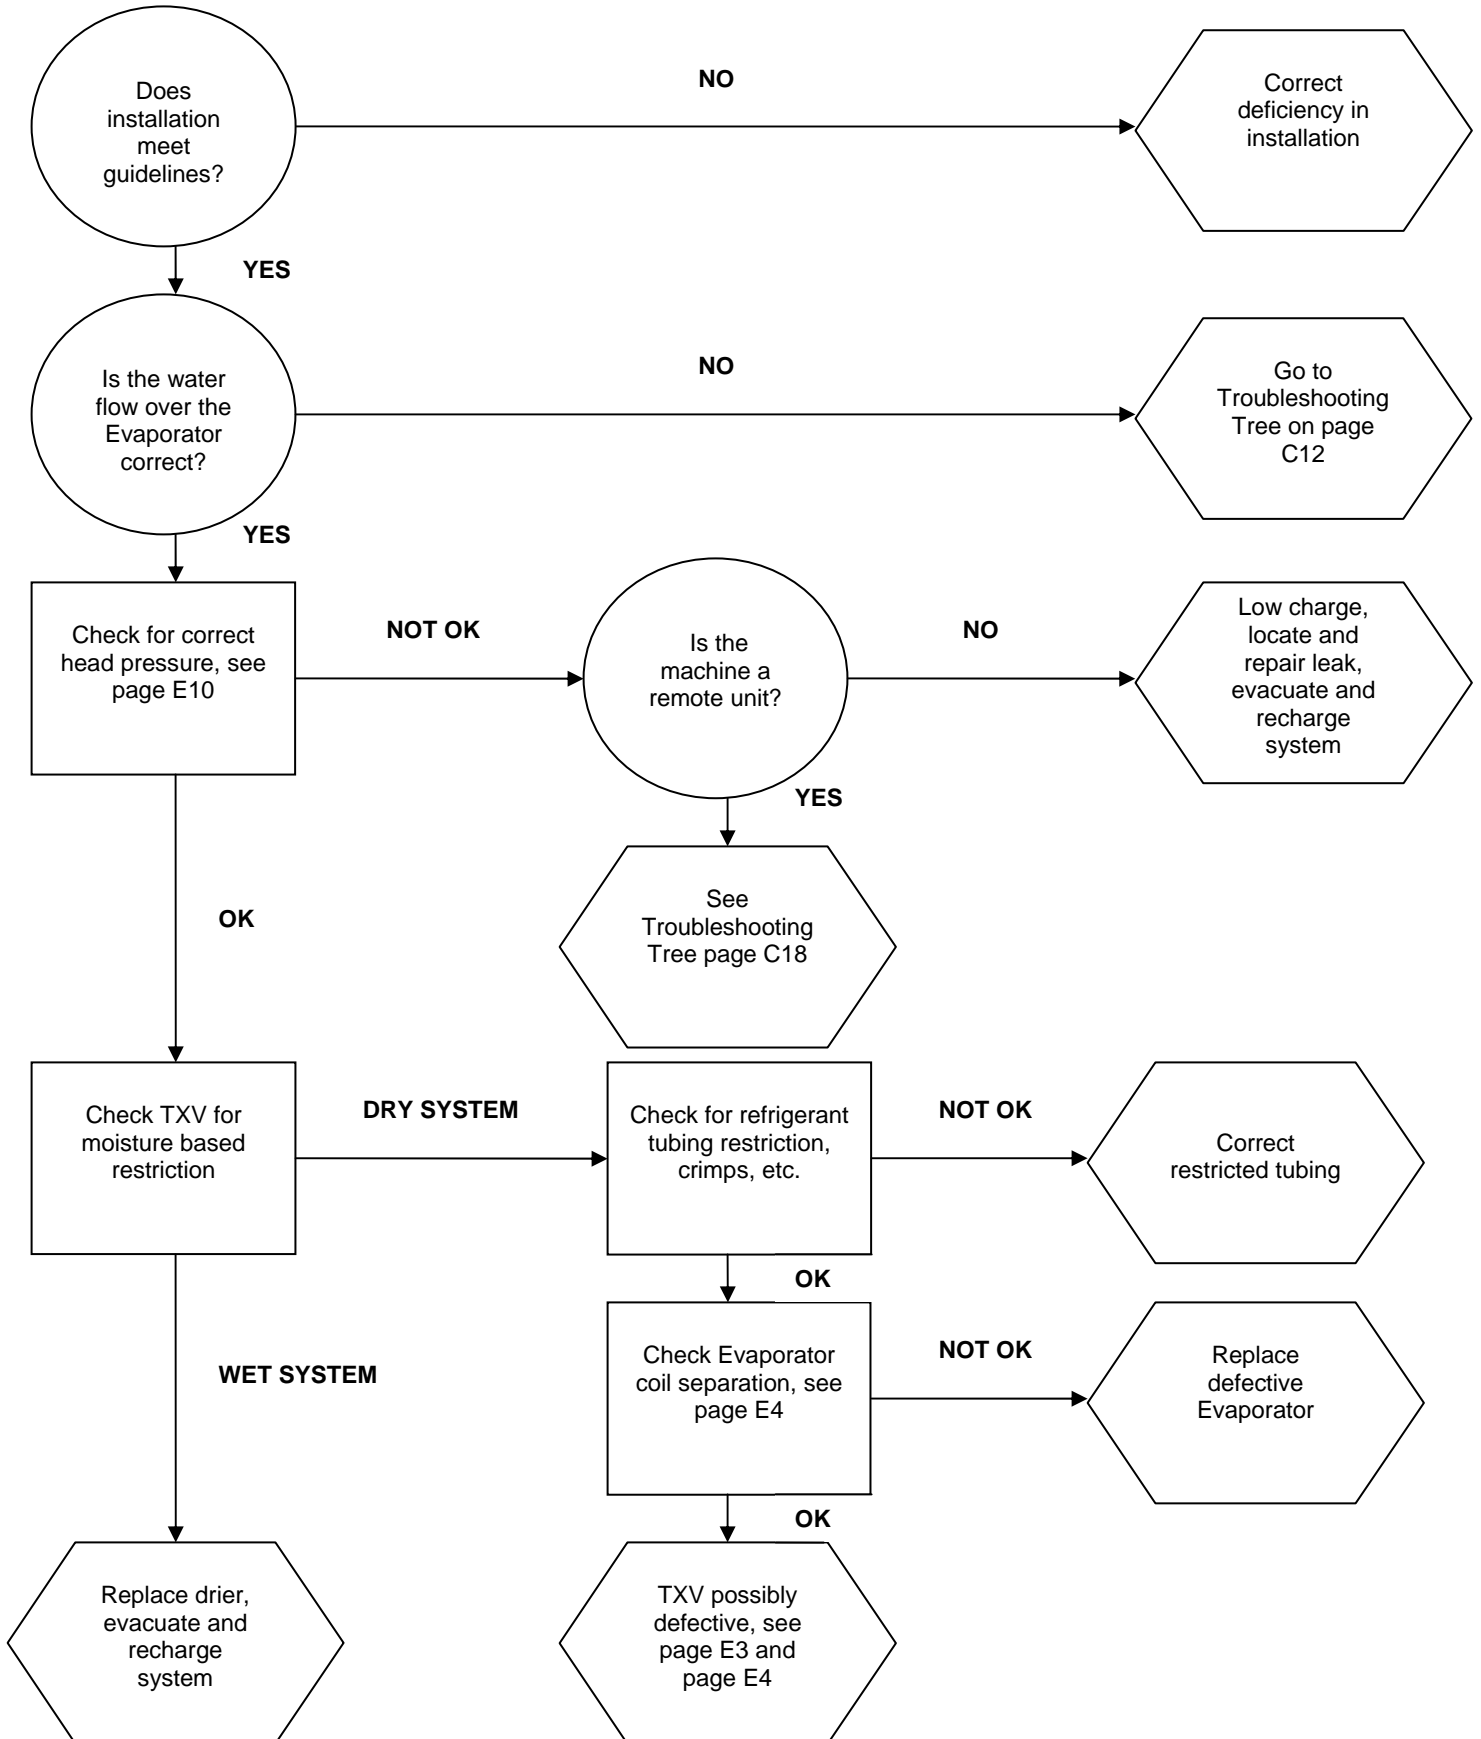 Does
installation
meet
guidelines?
NO
Correct
deficiency in
installation
YES
Is the water
flow over the
Evaporator
correct?
NO
Go to
Troubleshooting
Tree on page
C12
YES
Check for correct
head pressure, see
page E10
NOT OK
Is the
machine a
remote unit?
NO
Low charge,
locate and
repair leak,
evacuate and
recharge
system
YES
See
Troubleshooting
Tree page C18
OK
Check TXV for
moisture based
restriction
DRY SYSTEM
Check for refrigerant
tubing restriction,
crimps, etc.
NOT OK
Correct
restricted tubing
OK
Check Evaporator
coil separation, see
page E4
NOT OK
Replace
defective
Evaporator
WET SYSTEM
OK
Replace drier,
evacuate and
recharge
system
TXV possibly
defective, see
page E3 and
page E4